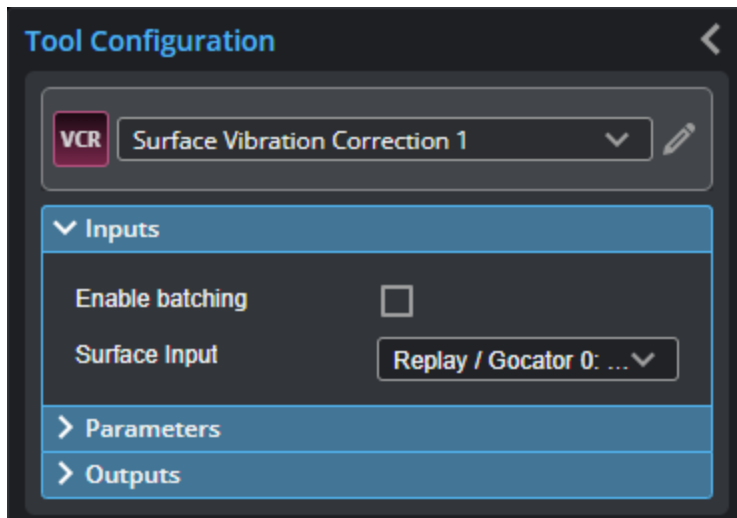 Tool Configuration
VCR Surface Vibration Correction 1
Inputs
Enable batching
Surface Input Replay / Gocator 0: ...
Parameters
Outputs